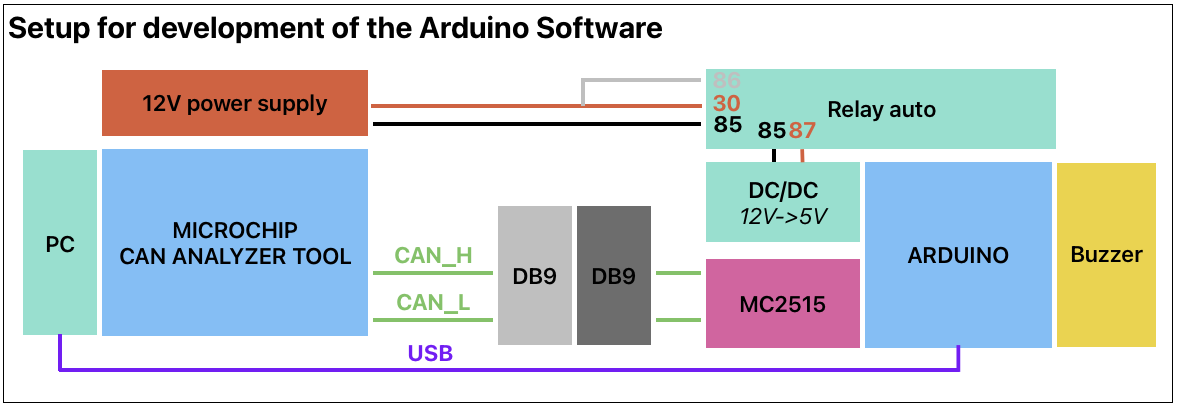 Setup for development of the Arduino Software
12V power supply
86
30
85
Relay auto
85 87
PC
MICROCHIP
CAN ANALYZER TOOL
CAN_H
CAN_L
DB9
DB9
DC/DC
12V->5V
MC2515
ARDUINO
Buzzer
USB